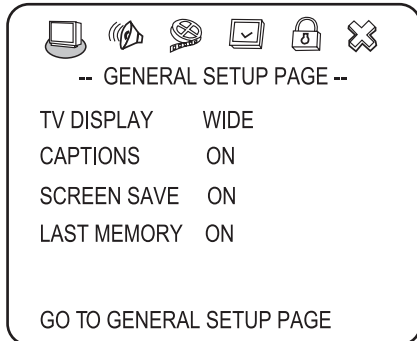 -- GENERAL SETUP PAGE --
TV DISPLAY WIDE
CAPTIONS ON
SCREEN SAVE ON
LAST MEMORY ON
GO TO GENERAL SETUP PAGE